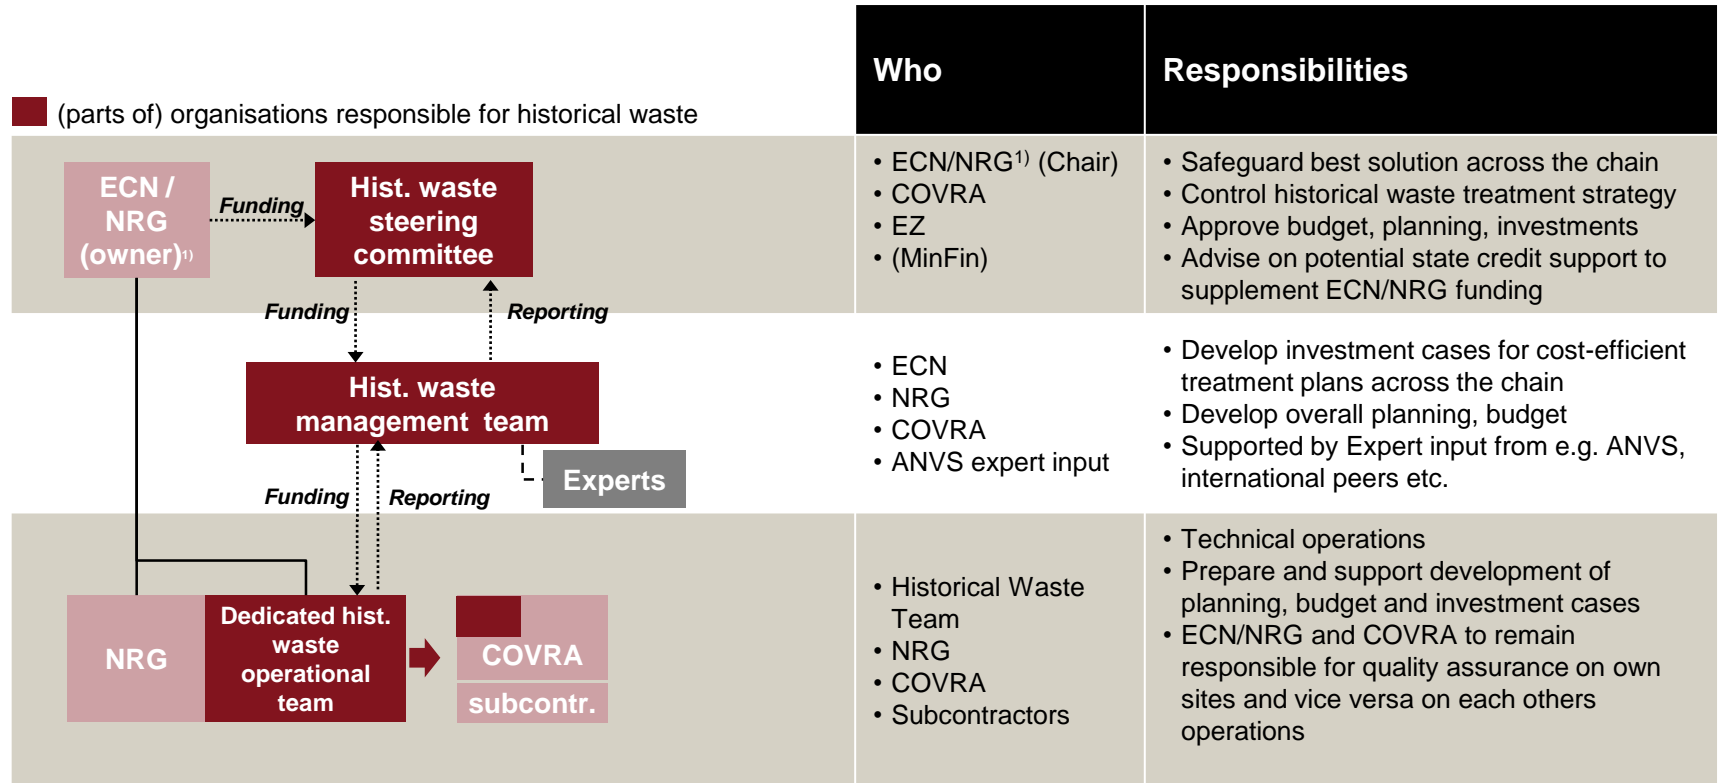 Who
Responsibilities
(parts of) organisations responsible for historical waste
ECN /
NRG
(owner)1)
Funding
Hist. waste
steering
committee
• ECN/NRG1) (Chair)
• COVRA
• EZ
• (MinFin)
• Safeguard best solution across the chain
• Control historical waste treatment strategy
• Approve budget, planning, investments
• Advise on potential state credit support to
supplement ECN/NRG funding
Funding
Reporting
Hist. waste
management team
Experts
• ECN
• NRG
• COVRA
• ANVS expert input
• Develop investment cases for cost-efficient
treatment plans across the chain
• Develop overall planning, budget
• Supported by Expert input from e.g. ANVS,
international peers etc.
Funding
Reporting
NRG
Dedicated hist.
waste
operational
team
COVRA
subcontr.
• Historical Waste
Team
• NRG
• COVRA
• Subcontractors
• Technical operations
• Prepare and support development of
planning, budget and investment cases
• ECN/NRG and COVRA to remain
responsible for quality assurance on own
sites and vice versa on each others
operations